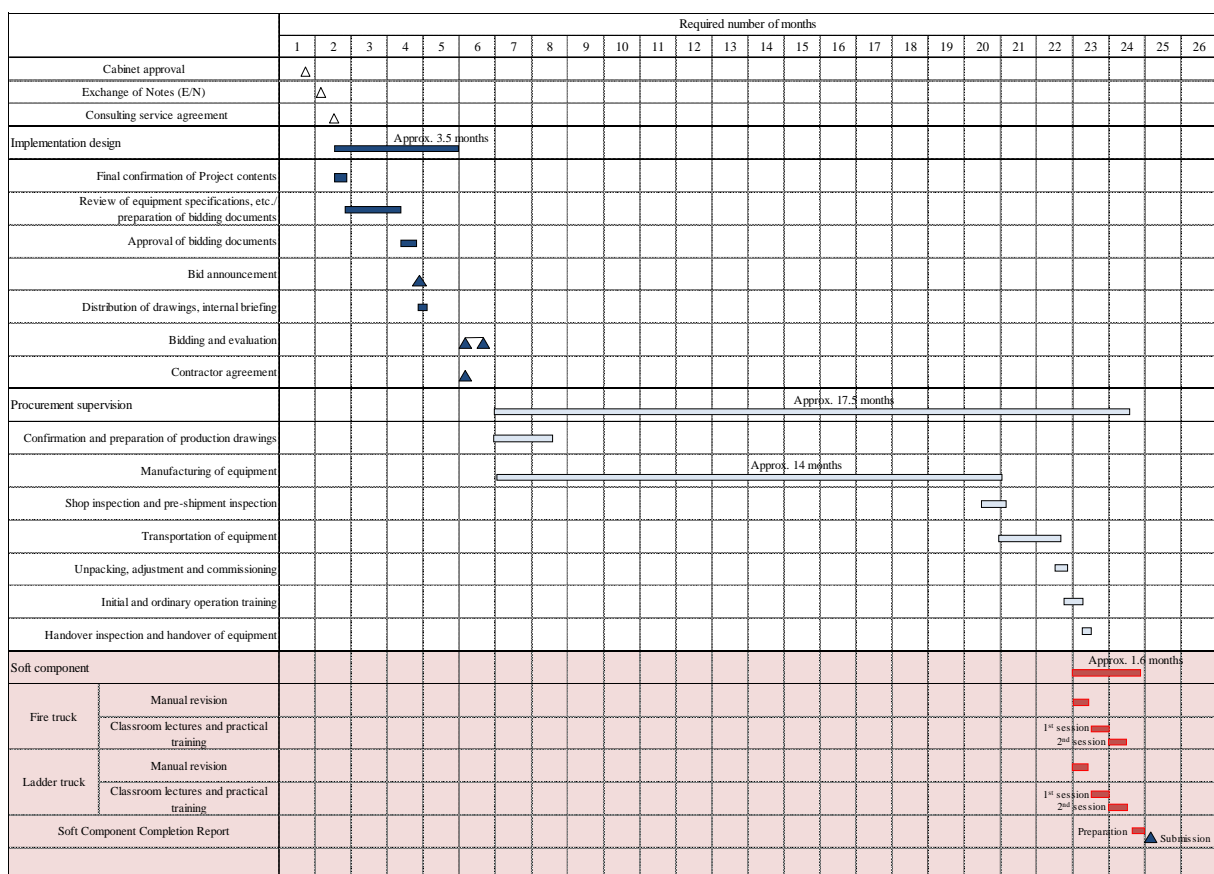 Required number of months
1 2 3 4 5 6 7 8 9 10 11 12 13 14 15 16 17 18 19 20 21 22 23 24 25 26
Cabinet approval
Exchange of Notes (E/N)
Consulting service agreement
Implementation design
Approx. 3.5 months
Final confirmation of Project contents
Review of equipment specifications, etc./
preparation of bidding documents
Approval of bidding documents
Bid announcement
Distribution of drawings, internal briefing
Bidding and evaluation
Contractor agreement
Procurement supervision
Approx. 17.5 months
Confirmation and preparation of production drawings
Manufacturing of equipment
Approx. 14 months
Shop inspection and pre-shipment inspection
Transportation of equipment
Unpacking, adjustment and commissioning
Initial and ordinary operation training
Handover inspection and handover of equipment
Soft component
Approx. 1.6 months
Fire truck
Manual revision
Classroom lectures and practical
training
1st session
2nd session
Ladder truck
Manual revision
Classroom lectures and practical
training
1st session
2nd session
Soft Component Completion Report
Preparation
Submission